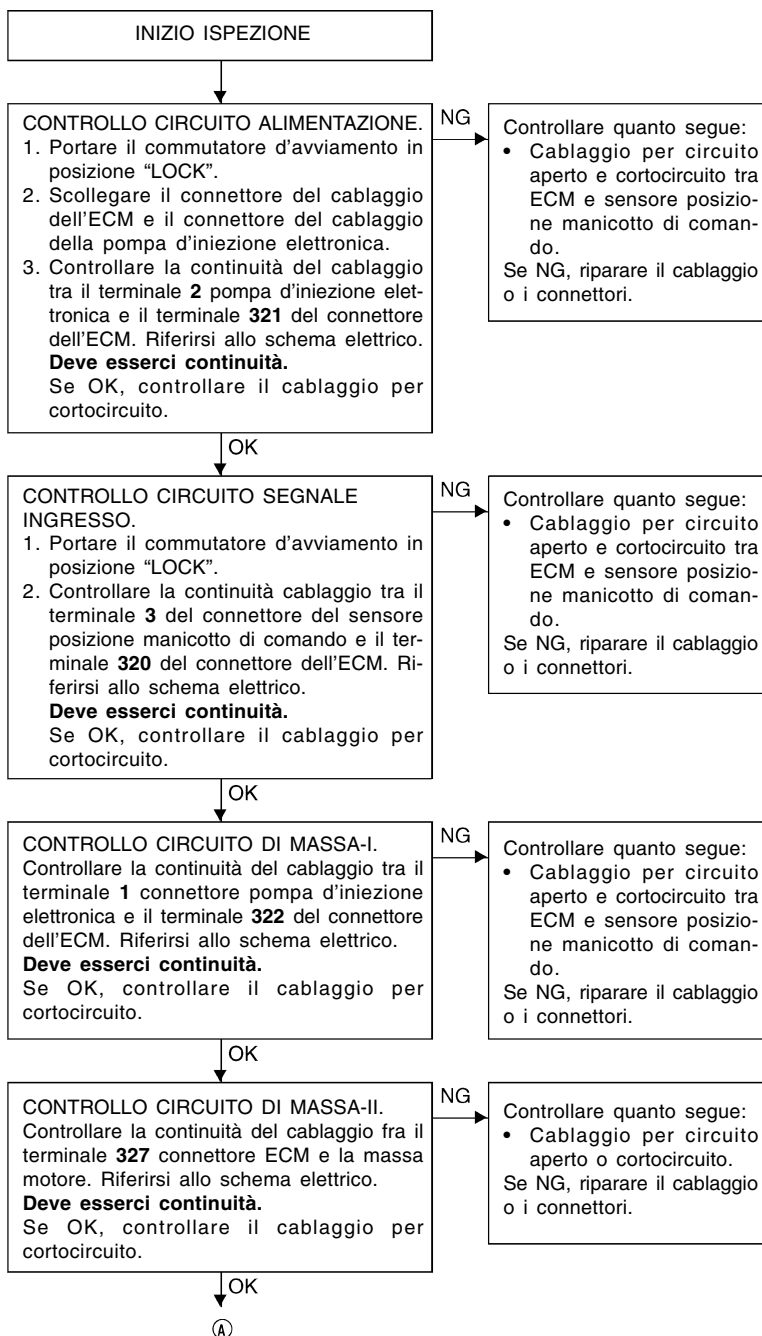 INIZIO ISPEZIONE
CONTROLLO CIRCUITO ALIMENTAZIONE.
1. Portare il commutatore d'avviamento in
posizione “LOCK”.
2. Scollegare il connettore del cablaggio
dell'ECM e il connettore del cablaggio
della pompa d'iniezione elettronica.
3. Controllare la continuità del cablaggio
tra il terminale 2 pompa d'iniezione elet-
tronica e il terminale 321 del connettore
dell'ECM. Riferirsi allo schema elettrico.
Deve esserci continuità.
Se OK, controllare il cablaggio per
cortocircuito.
NG
Controllare quanto segue:
• Cablaggio per circuito
aperto e cortocircuito tra
ECM e sensore posizio-
ne manicotto di coman-
do.
Se NG, riparare il cablaggio
o i connettori.
OK
CONTROLLO CIRCUITO SEGNALE
INGRESSO.
1. Portare il commutatore d'avviamento in
posizione “LOCK”.
2. Controllare la continuità cablaggio tra il
terminale 3 del connettore del sensore
posizione manicotto di comando e il ter-
minale 320 del connettore dell'ECM. Ri-
ferirsi allo schema elettrico.
Deve esserci continuità.
Se OK, controllare il cablaggio per
cortocircuito.
NG
Controllare quanto segue:
• Cablaggio per circuito
aperto e cortocircuito tra
ECM e sensore posizio-
ne manicotto di coman-
do.
Se NG, riparare il cablaggio
o i connettori.
OK
CONTROLLO CIRCUITO DI MASSA-I.
Controllare la continuità del cablaggio tra il
terminale 1 connettore pompa d'iniezione
elettronica e il terminale 322 del connettore
dell'ECM. Riferirsi allo schema elettrico.
Deve esserci continuità.
Se OK, controllare il cablaggio per
cortocircuito.
NG
Controllare quanto segue:
• Cablaggio per circuito
aperto e cortocircuito tra
ECM e sensore posizio-
ne manicotto di coman-
do.
Se NG, riparare il cablaggio
o i connettori.
OK
CONTROLLO CIRCUITO DI MASSA-II.
Controllare la continuità del cablaggio fra il
terminale 327 connettore ECM e la massa
motore. Riferirsi allo schema elettrico.
Deve esserci continuità.
Se OK, controllare il cablaggio per
cortocircuito.
NG
Controllare quanto segue:
• Cablaggio per circuito
aperto o cortocircuito.
Se NG, riparare il cablaggio
o i connettori.
OK
Ⓐ